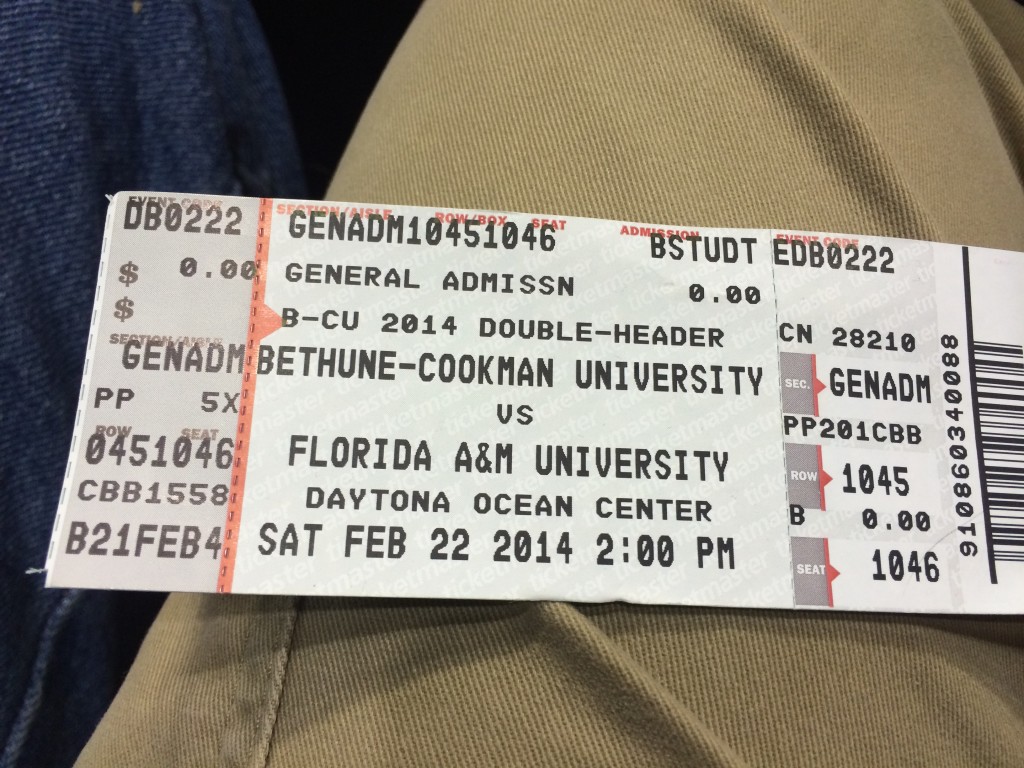 EVENT CODE
DB0222
$ 0.00
$
SECTION/AISLE
GENADM
PP 5X
ROW SEAT
0451046
CBB1558
B21FEB4
SECTION/AISLE ROW/BOX SEAT ADMISSION
GENADM10451046 BSTUDT
GENERAL ADMISSN 0.00
B-CU 2014 DOUBLE-HEADER
BETHUNE-COOKMAN UNIVERSITY
VS
FLORIDA A&M UNIVERSITY
DAYTONA OCEAN CENTER
SAT FEB 22 2014 2:00 PM
EVENT CODE
EDB0222
CN 28210
SEC. GENADM
PP201CBB
ROW 1045
B 0.00
SEAT 1046
910860340088